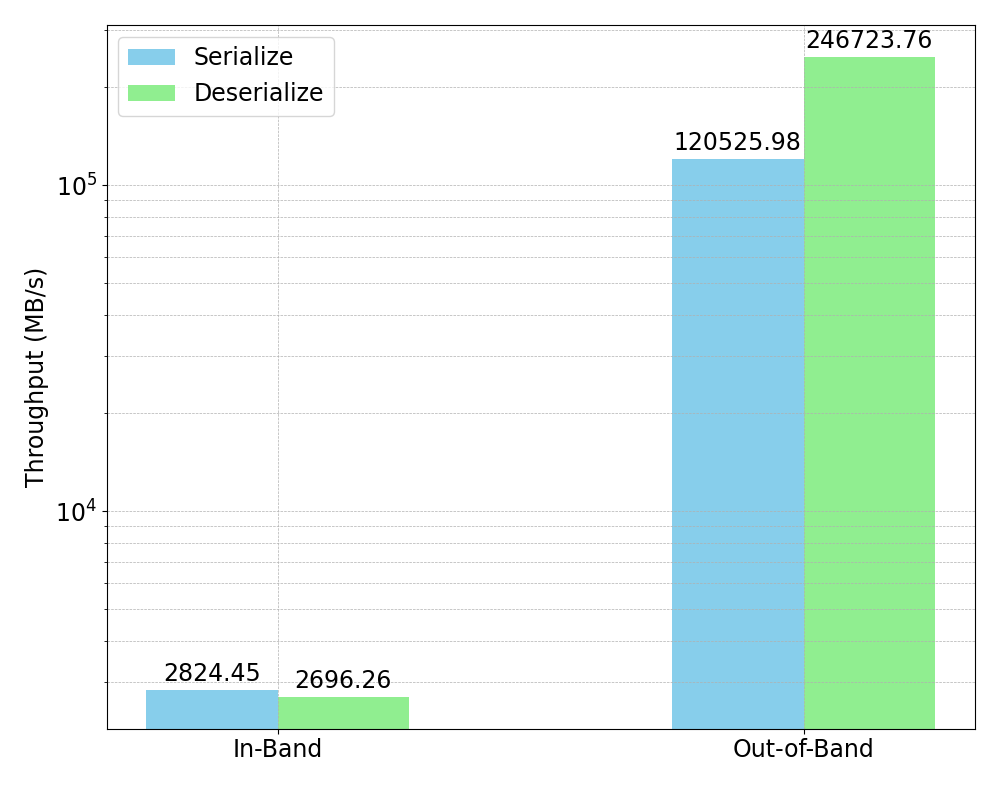 Serialize
Deserialize
246723.76
120525.98
10^5
Throughput (MB/s)
10^4
2824.45
2696.26
In-Band
Out-of-Band